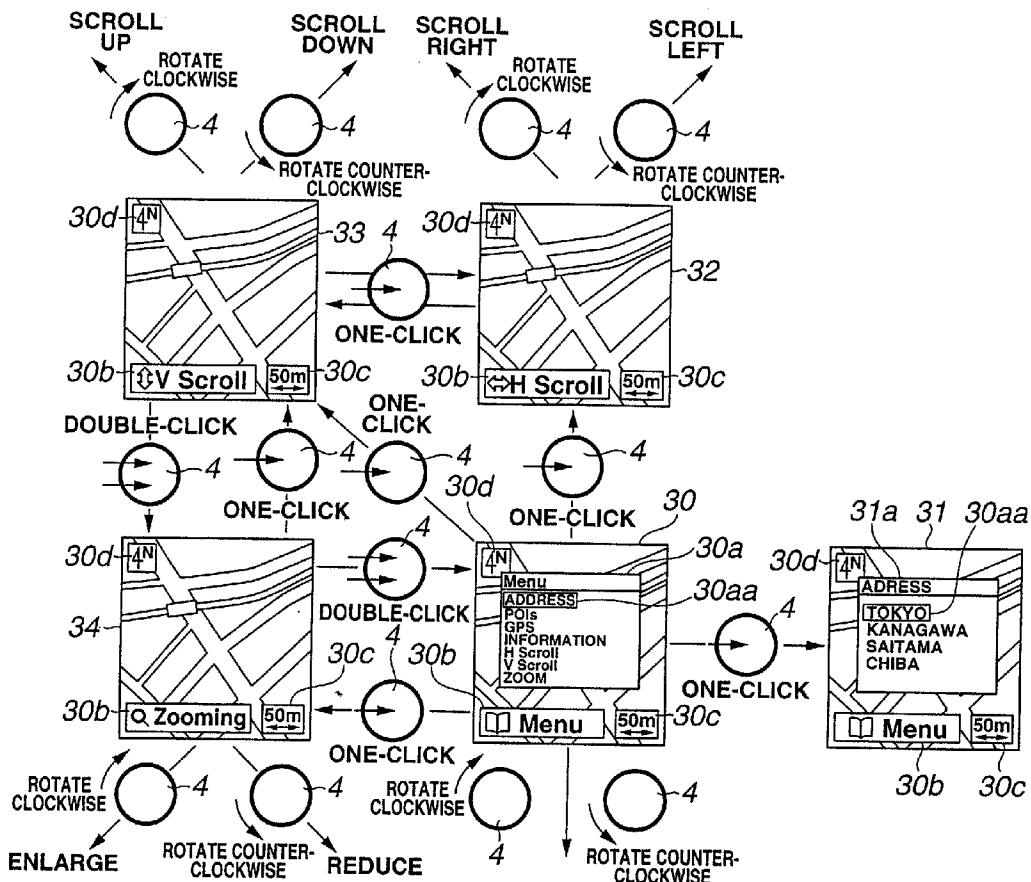 SCROLL
UP
SCROLL
DOWN
SCROLL
RIGHT
SCROLL
LEFT
ROTATE
CLOCKWISE
4
4
ROTATE COUNTER-
CLOCKWISE
ROTATE
CLOCKWISE
4
4
ROTATE COUNTER-
CLOCKWISE
30d
4N
33
4
ONE-CLICK
30d
4N
32
30b
V Scroll
50m
30c
30b
H Scroll
50m
30c
DOUBLE-CLICK
4
4
ONE-CLICK
ONE-
CLICK
4
4
ONE-CLICK
30d
4N
34
30c
30b
Zooming
50m
4
DOUBLE-CLICK
4
ONE-CLICK
30d
4N
30
30a
30aa
Menu
ADDRESS
POIs
GPS
INFORMATION
H Scroll
V Scroll
ZOOM
30b
Menu
50m
30c
4
ONE-CLICK
31a
31
30aa
30d
4N
ADRESS
TOKYO
KANAGAWA
SAITAMA
CHIBA
Menu
50m
30b
30c
ROTATE
CLOCKWISE
4
ENLARGE
4
ROTATE COUNTER-
CLOCKWISE
REDUCE
ROTATE
CLOCKWISE
4
4
ROTATE COUNTER-
CLOCKWISE